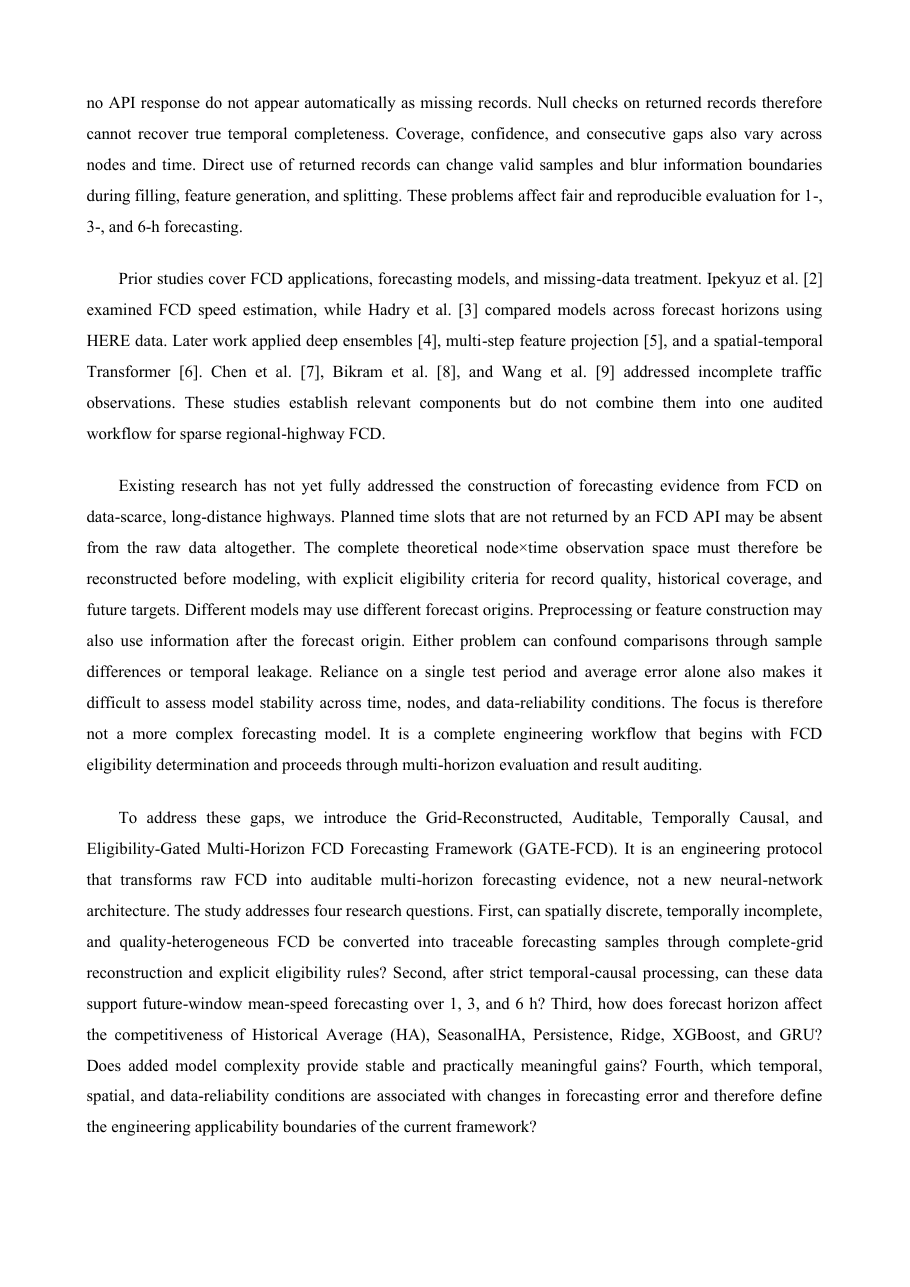 no API response do not appear automatically as missing records. Null checks on returned records therefore
cannot recover true temporal completeness. Coverage, confidence, and consecutive gaps also vary across
nodes and time. Direct use of returned records can change valid samples and blur information boundaries
during filling, feature generation, and splitting. These problems affect fair and reproducible evaluation for 1-,
3-, and 6-h forecasting.
Prior studies cover FCD applications, forecasting models, and missing-data treatment. Ipekyuz et al. [2]
examined FCD speed estimation, while Hadry et al. [3] compared models across forecast horizons using
HERE data. Later work applied deep ensembles [4], multi-step feature projection [5], and a spatial-temporal
Transformer [6]. Chen et al. [7], Bikram et al. [8], and Wang et al. [9] addressed incomplete traffic
observations. These studies establish relevant components but do not combine them into one audited
workflow for sparse regional-highway FCD.
Existing research has not yet fully addressed the construction of forecasting evidence from FCD on
data-scarce, long-distance highways. Planned time slots that are not returned by an FCD API may be absent
from the raw data altogether. The complete theoretical node×time observation space must therefore be
reconstructed before modeling, with explicit eligibility criteria for record quality, historical coverage, and
future targets. Different models may use different forecast origins. Preprocessing or feature construction may
also use information after the forecast origin. Either problem can confound comparisons through sample
differences or temporal leakage. Reliance on a single test period and average error alone also makes it
difficult to assess model stability across time, nodes, and data-reliability conditions. The focus is therefore
not a more complex forecasting model. It is a complete engineering workflow that begins with FCD
eligibility determination and proceeds through multi-horizon evaluation and result auditing.
To address these gaps, we introduce the Grid-Reconstructed, Auditable, Temporally Causal, and
Eligibility-Gated Multi-Horizon FCD Forecasting Framework (GATE-FCD). It is an engineering protocol
that transforms raw FCD into auditable multi-horizon forecasting evidence, not a new neural-network
architecture. The study addresses four research questions. First, can spatially discrete, temporally incomplete,
and quality-heterogeneous FCD be converted into traceable forecasting samples through complete-grid
reconstruction and explicit eligibility rules? Second, after strict temporal-causal processing, can these data
support future-window mean-speed forecasting over 1, 3, and 6 h? Third, how does forecast horizon affect
the competitiveness of Historical Average (HA), SeasonalHA, Persistence, Ridge, XGBoost, and GRU?
Does added model complexity provide stable and practically meaningful gains? Fourth, which temporal,
spatial, and data-reliability conditions are associated with changes in forecasting error and therefore define
the engineering applicability boundaries of the current framework?